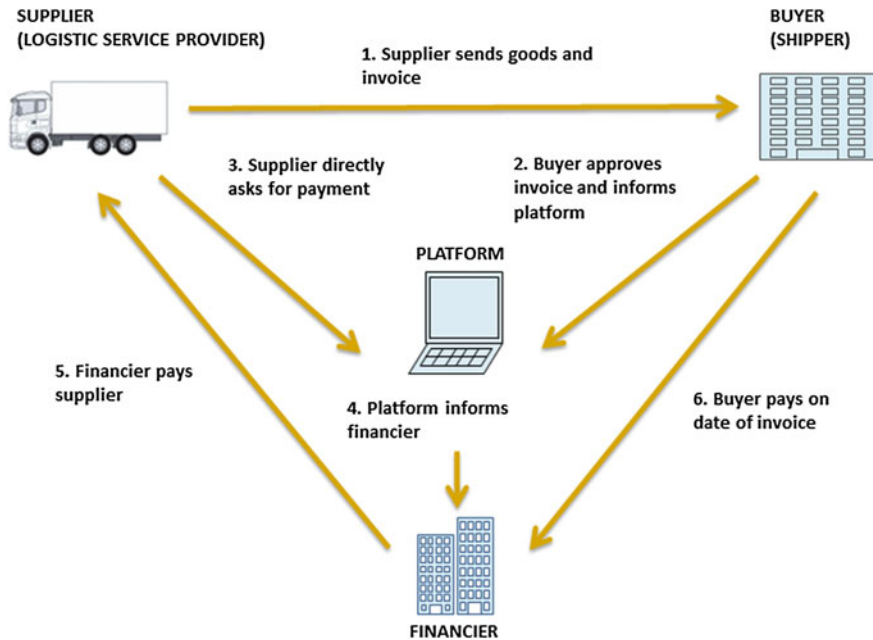 SUPPLIER
(LOGISTIC SERVICE PROVIDER)
BUYER
(SHIPPER)
1. Supplier sends goods and
invoice
3. Supplier directly
asks for payment
2. Buyer approves
invoice and informs
platform
PLATFORM
5. Financier pays
supplier
4. Platform informs
financier
6. Buyer pays on
date of invoice
FINANCIER